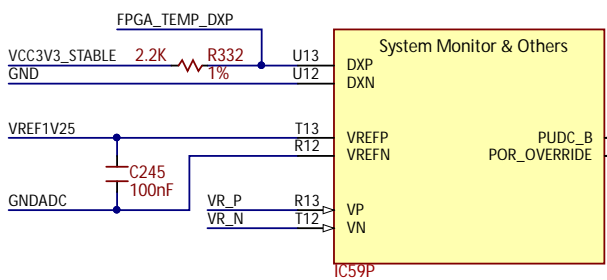 FPGA_TEMP_DXP
System Monitor & Others
VCC3V3_STABLE 2.2K R332 U13 DXP
GND 1% U12 DXN
VREF1V25 T13 VREFP PUDC_B
R12 VREFN POR_OVERRIDE
C245
100nF
GNDADC
VR_P R13 VP
VR_N T12 VN
IC59P